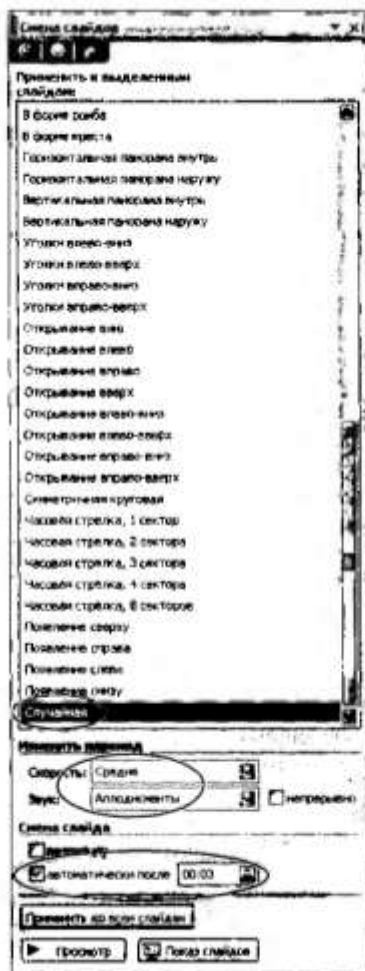 Смена слайдов
Применить к выделенным
слайдам:
В форме ромба
В форме креста
Горизонтальная панорама внутрь
Горизонтальная панорама наружу
Вертикальная панорама внутрь
Вертикальная панорама наружу
Уголки влево-вниз
Уголки влево-вверх
Уголки вправо-вниз
Уголки вправо-вверх
Открывание вниз
Открывание влево
Открывание вправо
Открывание вверх
Открывание влево-вниз
Открывание влево-вверх
Открывание вправо-вниз
Открывание вправо-вверх
Симметричная круговая
Часовая стрелка, 1 сектор
Часовая стрелка, 2 сектора
Часовая стрелка, 3 сектора
Часовая стрелка, 4 сектора
Часовая стрелка, 8 секторов
Появление сверху
Появление справа
Появление слева
Появление снизу
Случайная
Изменить переход
Скорость: Средне
Звук: Аплодисменты непрерывно
Смена слайда
по щелчку
автоматически после 00:03
Применить ко всем слайдам
Просмотр Показ слайдов